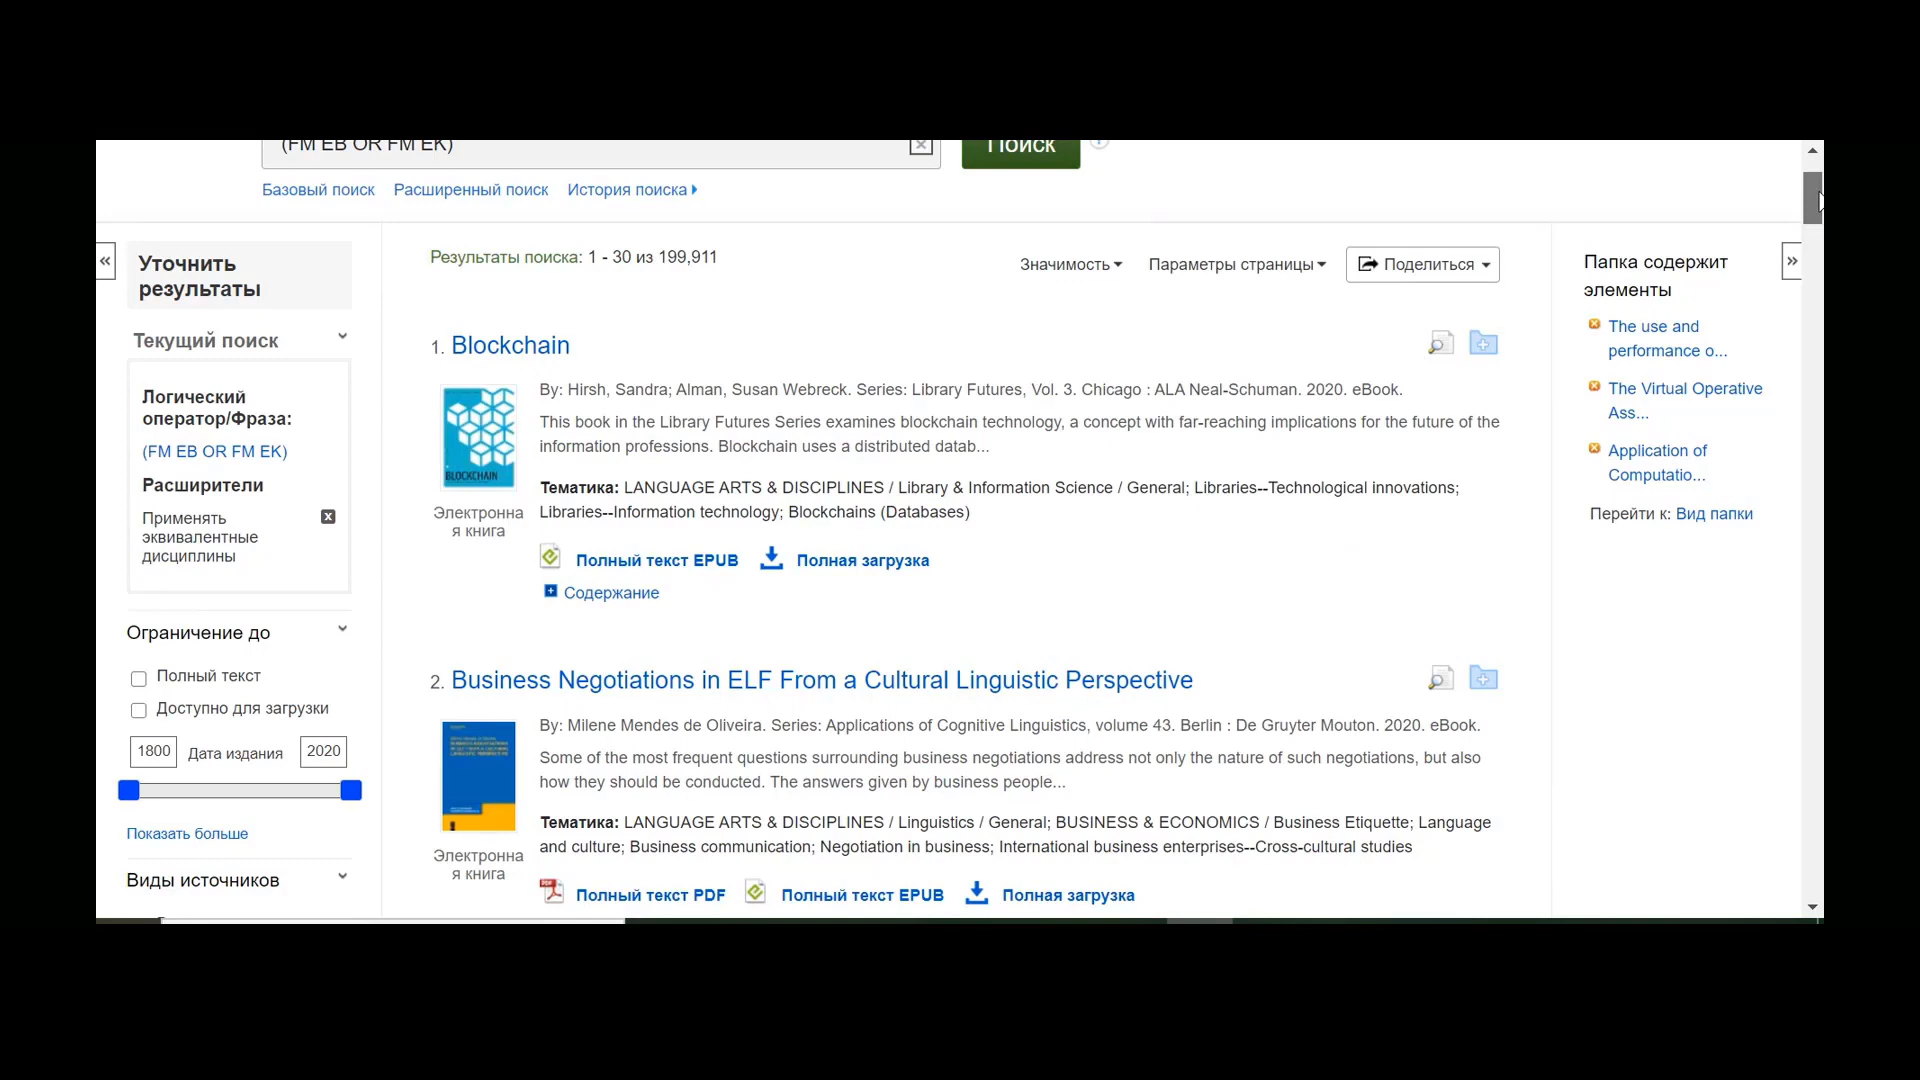 (FM EB OR FM EK)
Поиск
Базовый поиск Расширенный поиск История поиска
Уточнить
результаты
Текущий поиск
Логический
оператор/Фраза:
(FM EB OR FM EK)
Расширители
Применять
эквивалентные
дисциплины
Ограничение до
Полный текст
Доступно для загрузки
1800 Дата издания 2020
Показать больше
Виды источников
Результаты поиска: 1 - 30 из 199,911
Значимость Параметры страницы Поделиться
1. Blockchain
By: Hirsh, Sandra; Alman, Susan Webreck. Series: Library Futures, Vol. 3. Chicago : ALA Neal-Schuman. 2020. eBook.
This book in the Library Futures Series examines blockchain technology, a concept with far-reaching implications for the future of the
information professions. Blockchain uses a distributed datab...
Тематика: LANGUAGE ARTS & DISCIPLINES / Library & Information Science / General; Libraries--Technological innovations;
Libraries--Information technology; Blockchains (Databases)
BLOCKCHAIN
Электронна
я книга
Полный текст EPUB Полная загрузка
Содержание
2. Business Negotiations in ELF From a Cultural Linguistic Perspective
By: Milene Mendes de Oliveira. Series: Applications of Cognitive Linguistics, volume 43. Berlin : De Gruyter Mouton. 2020. eBook.
Some of the most frequent questions surrounding business negotiations address not only the nature of such negotiations, but also
how they should be conducted. The answers given by business people...
Тематика: LANGUAGE ARTS & DISCIPLINES / Linguistics / General; BUSINESS & ECONOMICS / Business Etiquette; Language
and culture; Business communication; Negotiation in business; International business enterprises--Cross-cultural studies
Электронна
я книга
PDF
Полный текст PDF Полный текст EPUB Полная загрузка
Папка содержит
элементы
The use and
performance o...
The Virtual Operative
Ass...
Application of
Computatio...
Перейти к: Вид папки